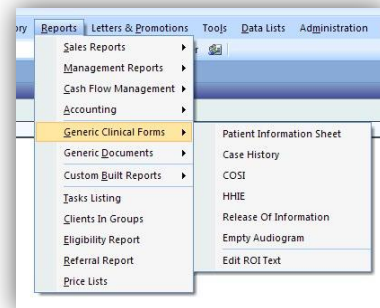 ry Reports Letters & Promotions Tools Data Lists Administration
Sales Reports
Management Reports
Cash Flow Management
Accounting
Generic Clinical Forms
Generic Documents
Custom Built Reports
Tasks Listing
Clients In Groups
Eligibility Report
Referral Report
Price Lists
Patient Information Sheet
Case History
COSI
HHIE
Release Of Information
Empty Audiogram
Edit ROI Text